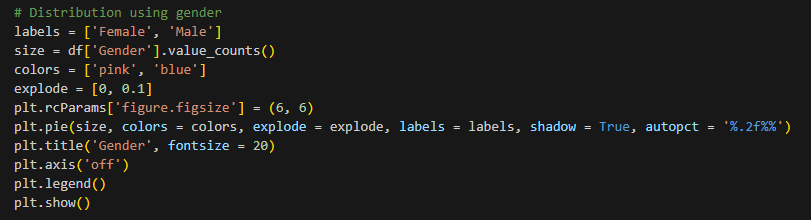 # Distribution using gender
labels = ['Female', 'Male']
size = df['Gender'].value_counts()
colors = ['pink', 'blue']
explode = [0, 0.1]
plt.rcParams['figure.figsize'] = (6, 6)
plt.pie(size, colors = colors, explode = explode, labels = labels, shadow = True, autopct = '%.2f%%')
plt.title('Gender', fontsize = 20)
plt.axis('off')
plt.legend()
plt.show()